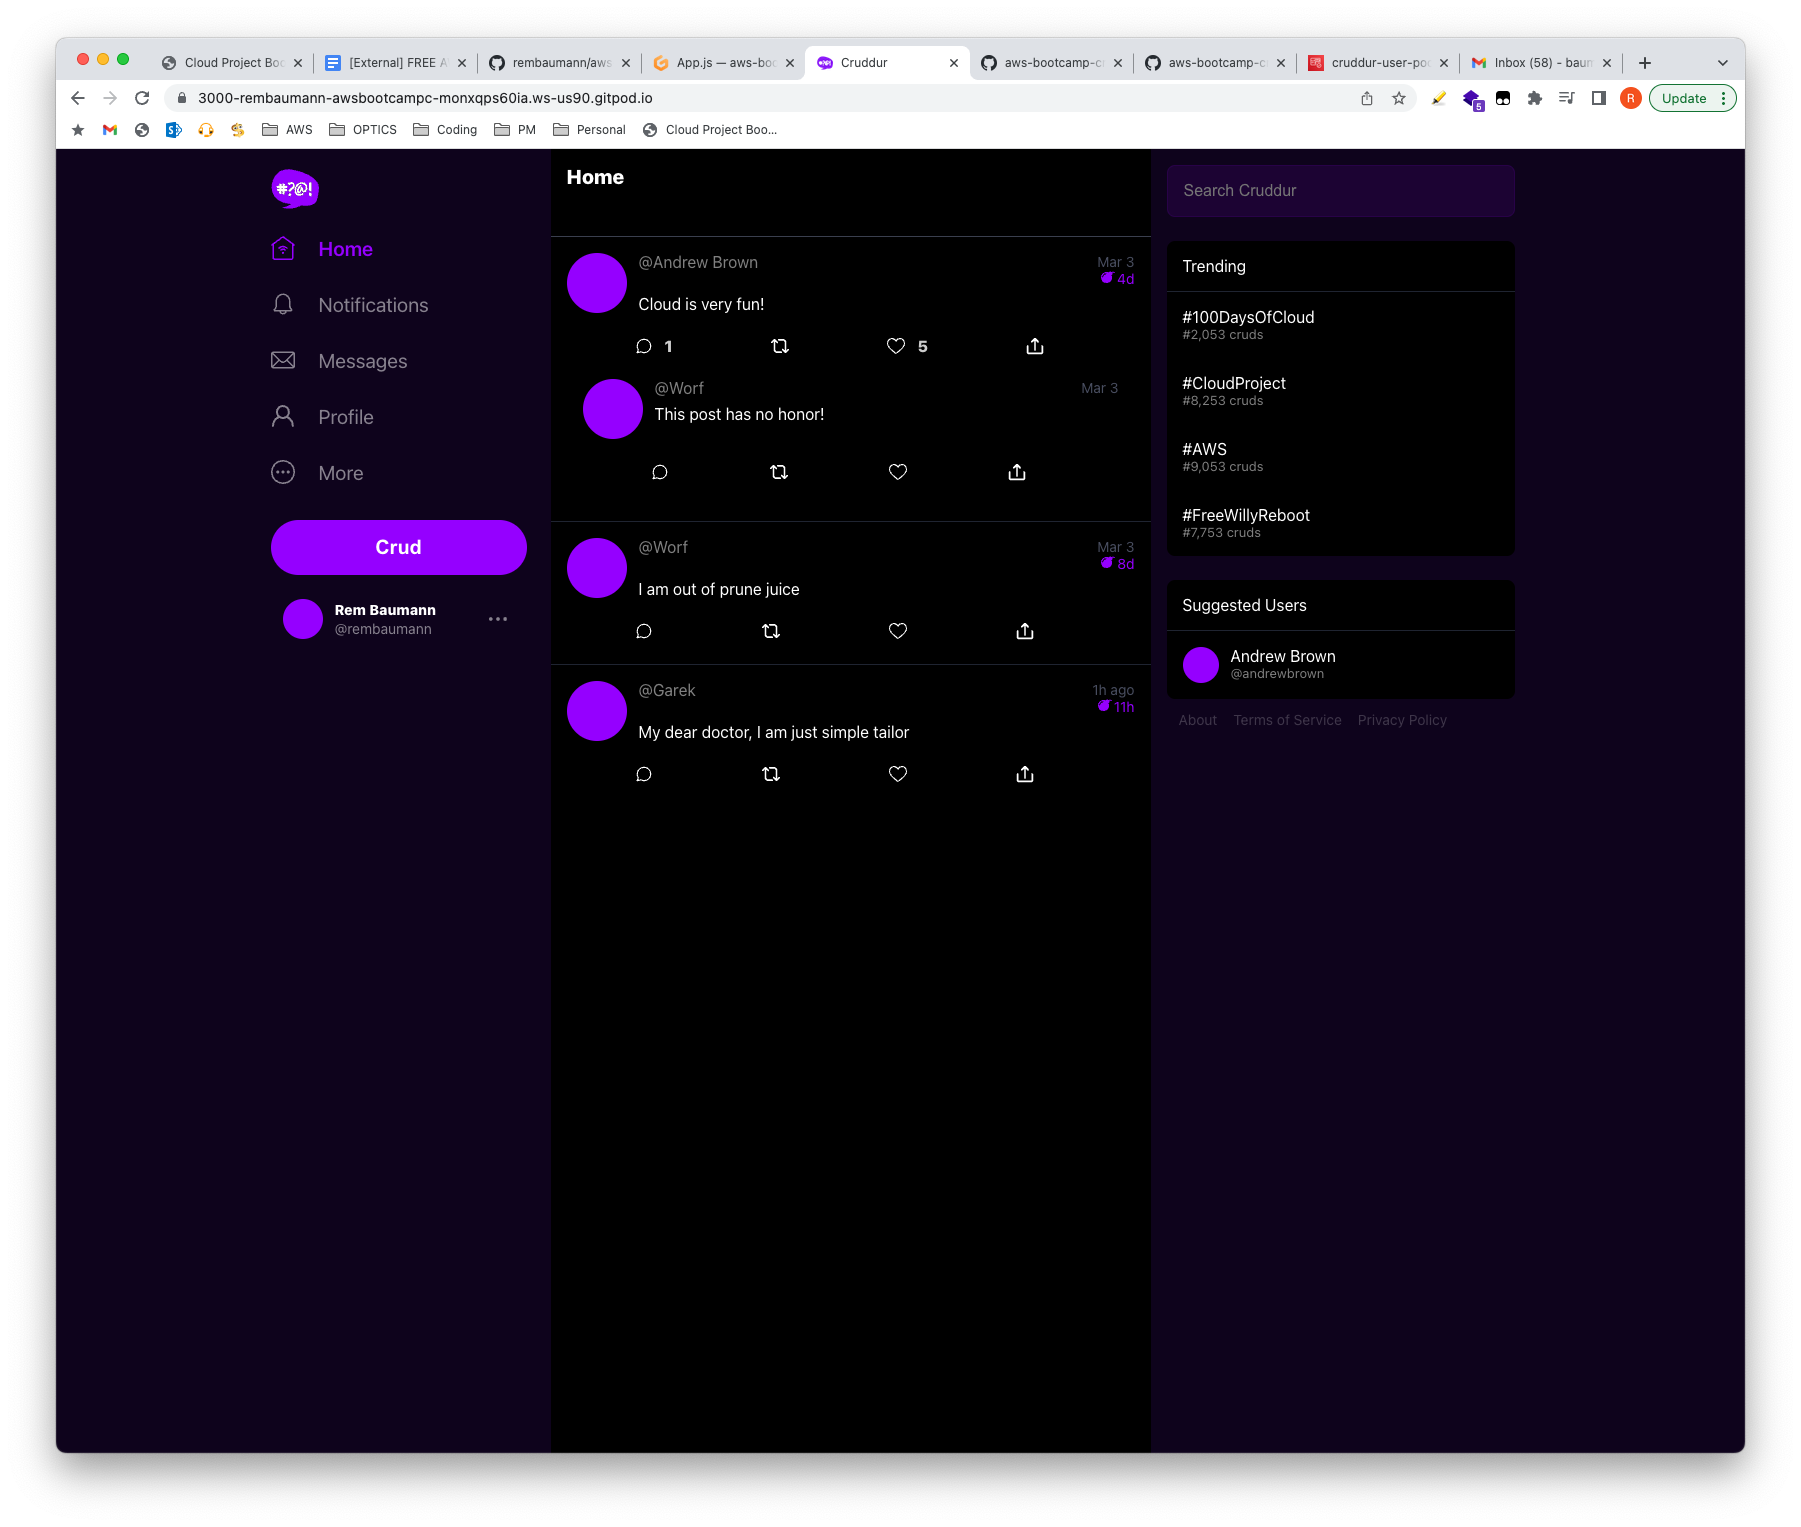 Cloud Project Boo
[External] FREE A
rembaumann/aws
App.js — aws-boo
Cruddur
aws-bootcamp-c
aws-bootcamp-c
cruddur-user-poo
Inbox (58) - baum
3000-rembaumann-awsbootcampc-monxqps60ia.ws-us90.gitpod.io
5
R
Update
AWS
OPTICS
Coding
PM
Personal
Cloud Project Boo...
#?@!
Home
Notifications
Messages
Profile
More
Crud
Rem Baumann
@rembaumann
Home
@Andrew Brown
Mar 3
4d
Cloud is very fun!
1
5
@Worf
Mar 3
This post has no honor!
@Worf
Mar 3
8d
I am out of prune juice
@Garek
1h ago
11h
My dear doctor, I am just simple tailor
Search Cruddur
Trending
#100DaysOfCloud
#2,053 cruds
#CloudProject
#8,253 cruds
#AWS
#9,053 cruds
#FreeWillyReboot
#7,753 cruds
Suggested Users
Andrew Brown
@andrewbrown
About Terms of Service Privacy Policy